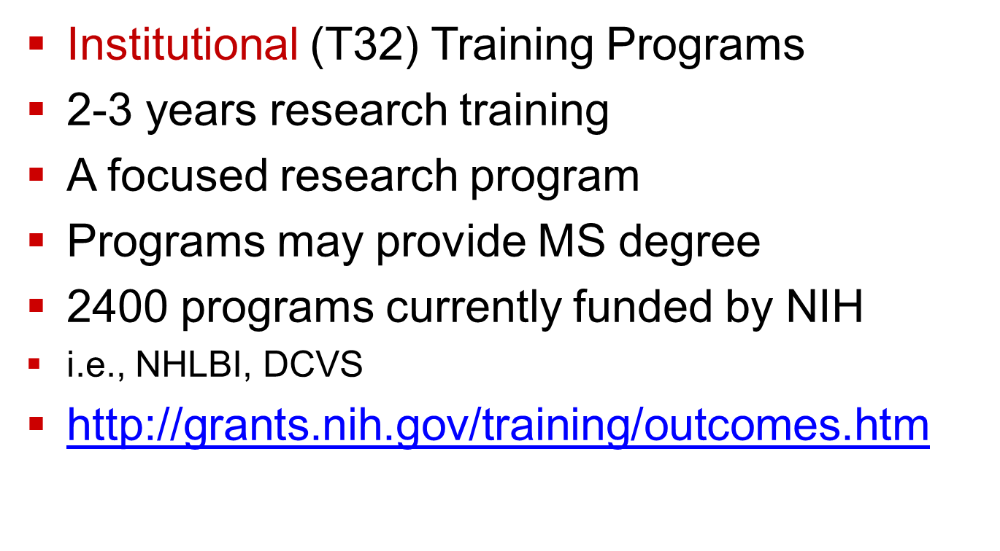 ▪ Institutional (T32) Training Programs
▪ 2-3 years research training
▪ A focused research program
▪ Programs may provide MS degree
▪ 2400 programs currently funded by NIH
▪ i.e., NHLBI, DCVS
▪ http://grants.nih.gov/training/outcomes.htm